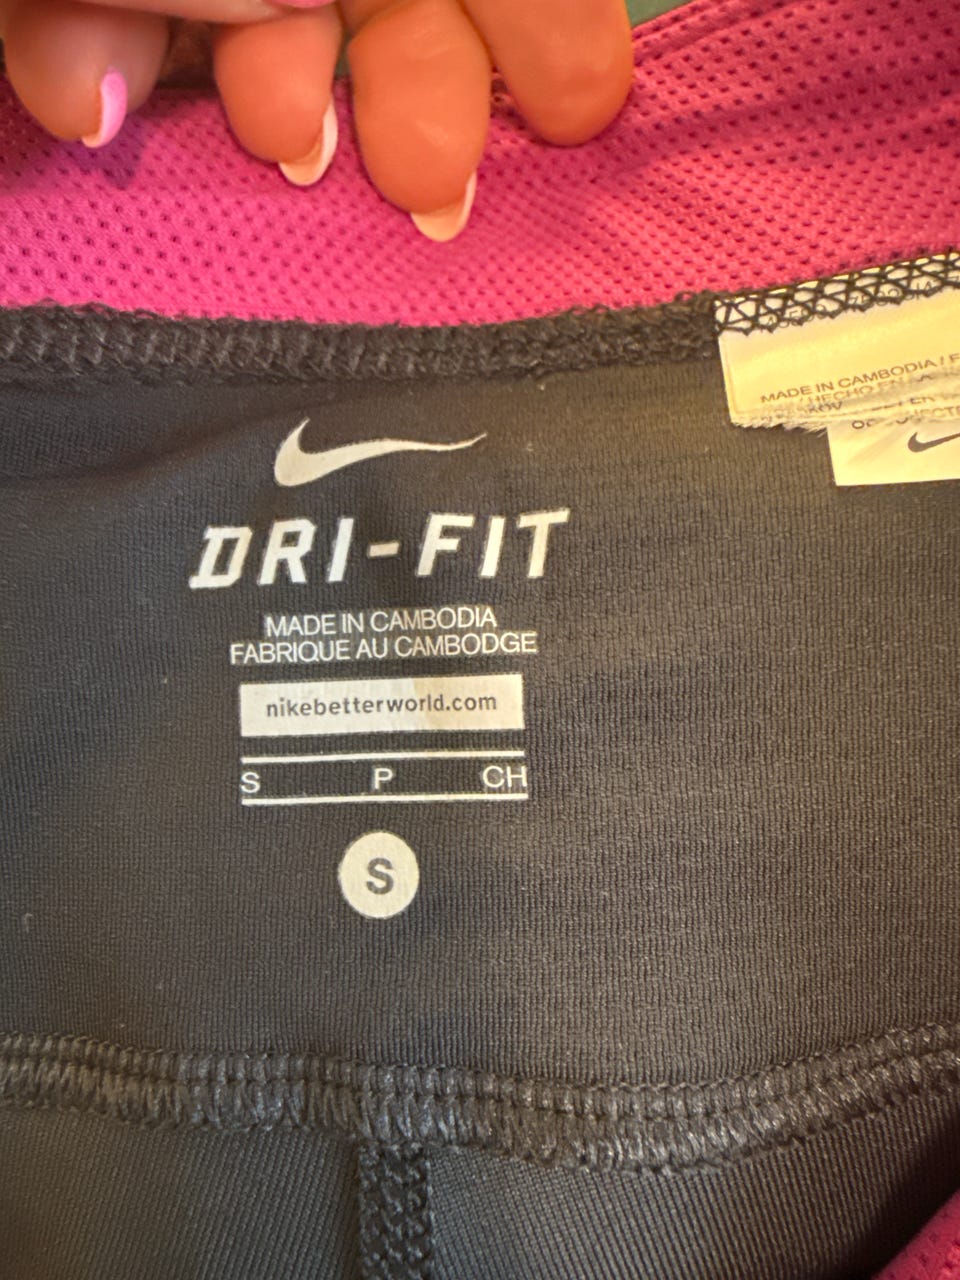 DRI-FIT
MADE IN CAMBODIA
FABRIQUE AU CAMBODGE
nikebetterworld.com
S P CH
S
MADE IN CAMBODIA /